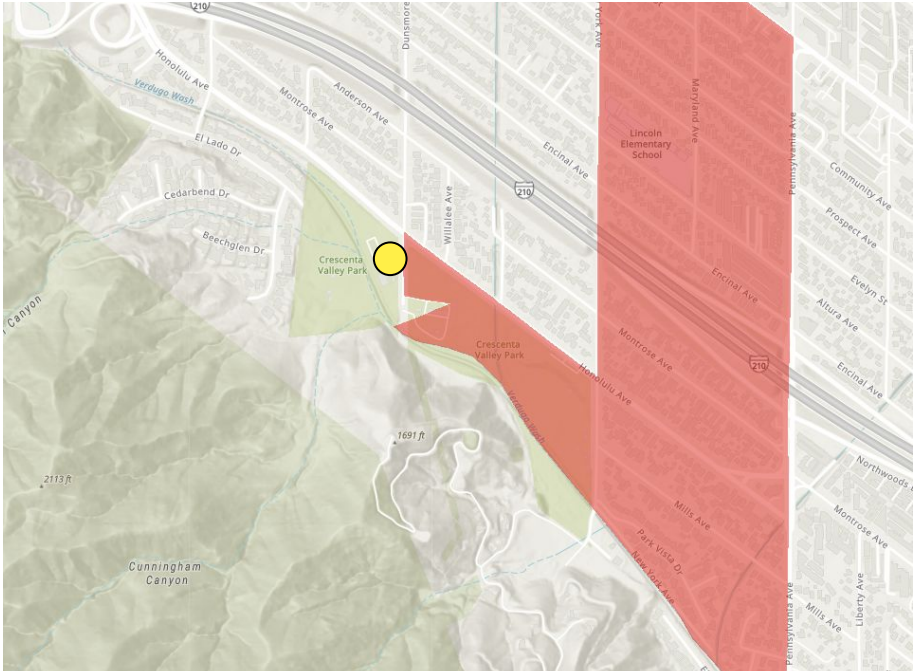 210
York Ave
Dunsmore
Honolulu Ave
Verdugo Wash
Anderson Ave
Montrose Ave
Maryland Ave
Pennsylvania Ave
Lincoln
Elementary
School
El Lado Dr
Encinal Ave
Community Ave
210
Cedarbend Dr
Willalee Ave
Prospect Ave
Beechglen Dr
Crescenta
Valley Park
Encinal Ave
Evelyn St
Canyon
Altura Ave
Crescenta
Valley Park
Montrose Ave
210
Encinal Ave
Honolulu Ave
Verdugo Wash
1691 ft
2113 ft
Northwoods
Mills Ave
Montrose Ave
Park Vista Dr
New York Ave
Cunningham
Canyon
Pennsylvania Ave
Mills Ave
Liberty Ave